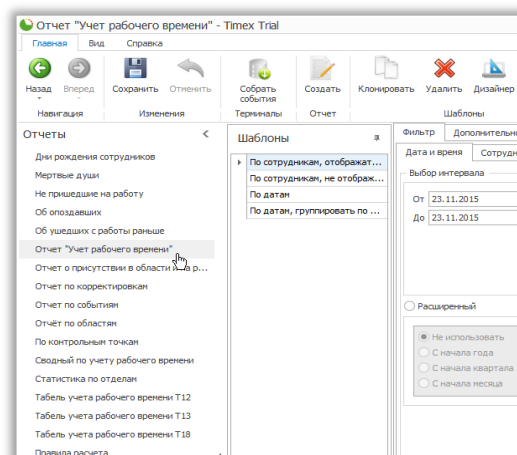 Отчет "Учет рабочего времени" - Timex Trial
Главная Вид Справка
Назад Вперед Сохранить Отменить Собрать события Создать Клонировать Удалить Дизайнер
Навигация Изменения Терминалы Отчет Шаблоны
Отчеты
Дни рождения сотрудников
Мертвые души
Не пришедшие на работу
Об опоздавших
Об ушедших с работы раньше
Отчет "Учет рабочего времени"
Отчет о присутствии в области и на р...
Отчет по корректировкам
Отчет по событиям
Отчёт по областям
По контрольным точкам
Сводный по учету рабочего времени
Статистика по отделам
Табель учета рабочего времени Т12
Табель учета рабочего времени Т13
Табель учета рабочего времени Т18
Правила расчета
Шаблоны
По сотрудникам, отображат...
По сотрудникам, не отображ...
По датам
По датам, группировать по ...
Фильтр Дополнительно
Дата и время Сотрудн
Выбор интервала
От 23.11.2015
До 23.11.2015
Расширенный
Не использовать
С начала года
С начала квартала
С начала месяца